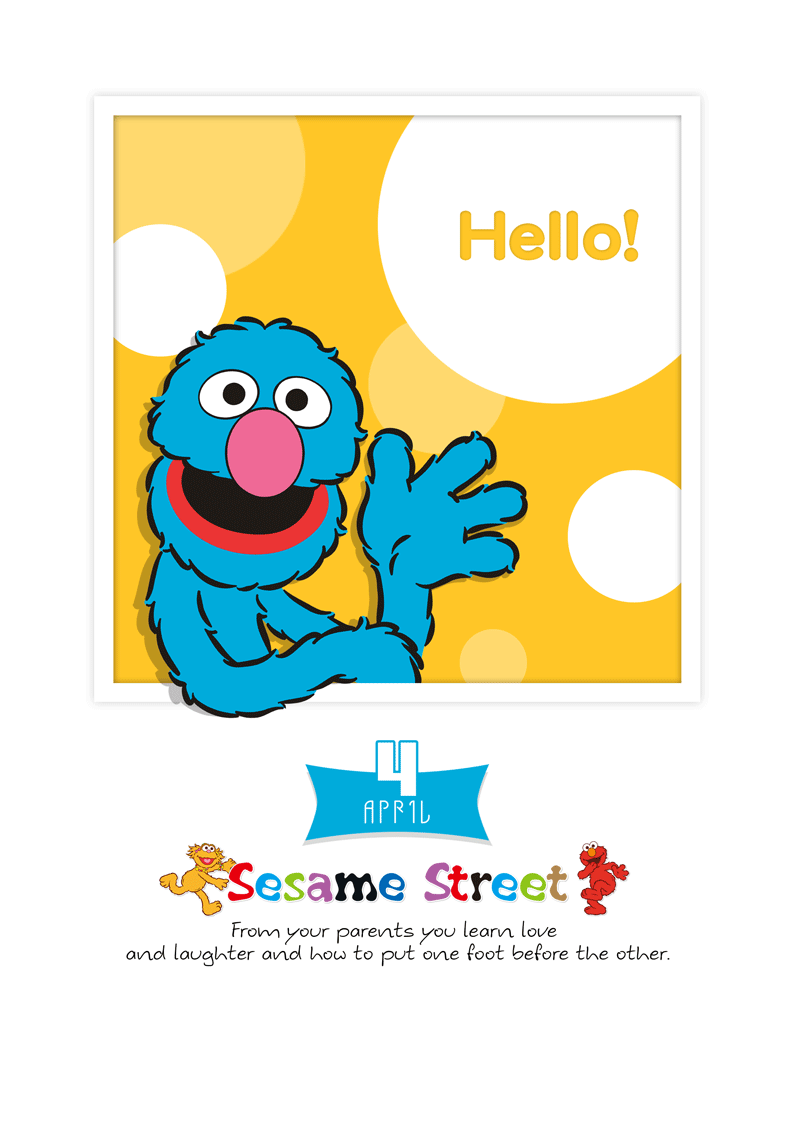 Hello!
4
APRIL
Sesame Street
From your parents you learn love
and laughter and how to put one foot before the other.